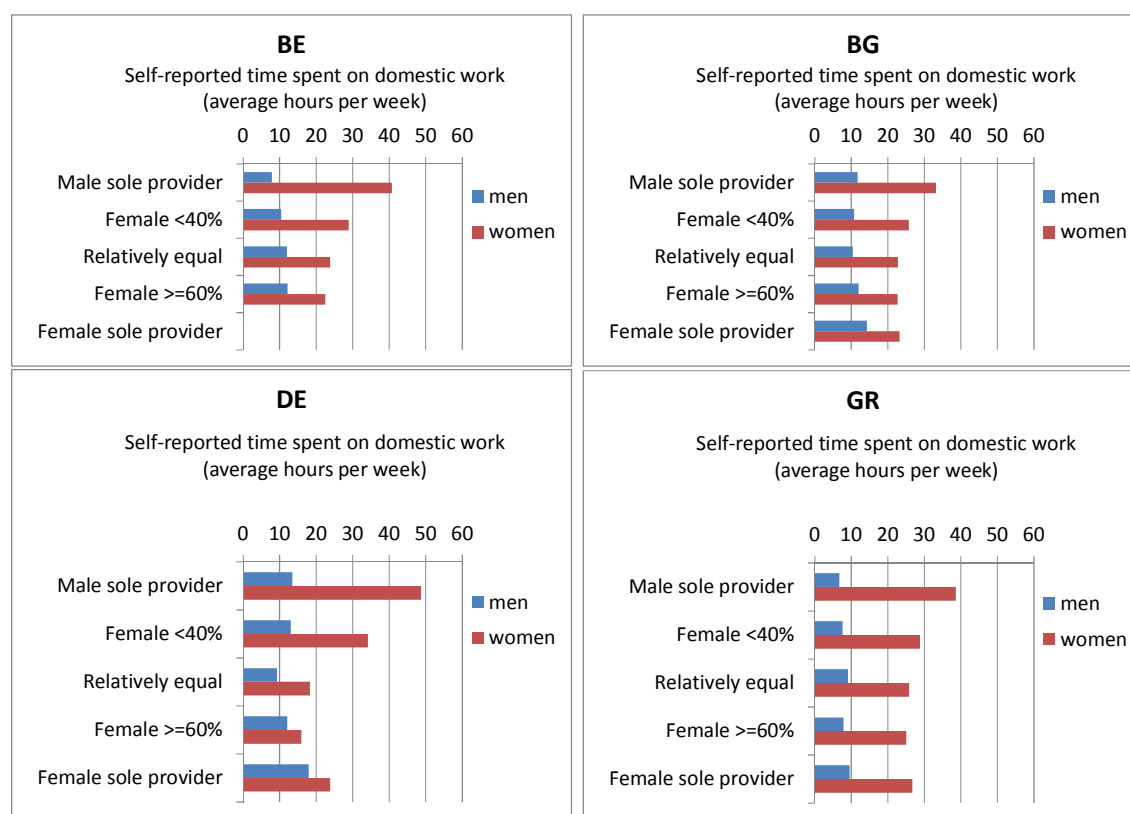 BE
Self-reported time spent on domestic work
(average hours per week)
0 10 20 30 40 50 60
Male sole provider
Female <40%
Relatively equal
Female >=60%
Female sole provider
men
women
BG
Self-reported time spent on domestic work
(average hours per week)
0 10 20 30 40 50 60
Male sole provider
Female <40%
Relatively equal
Female >=60%
Female sole provider
men
women
DE
Self-reported time spent on domestic work
(average hours per week)
0 10 20 30 40 50 60
Male sole provider
Female <40%
Relatively equal
Female >=60%
Female sole provider
men
women
GR
Self-reported time spent on domestic work
(average hours per week)
0 10 20 30 40 50 60
Male sole provider
Female <40%
Relatively equal
Female >=60%
Female sole provider
men
women